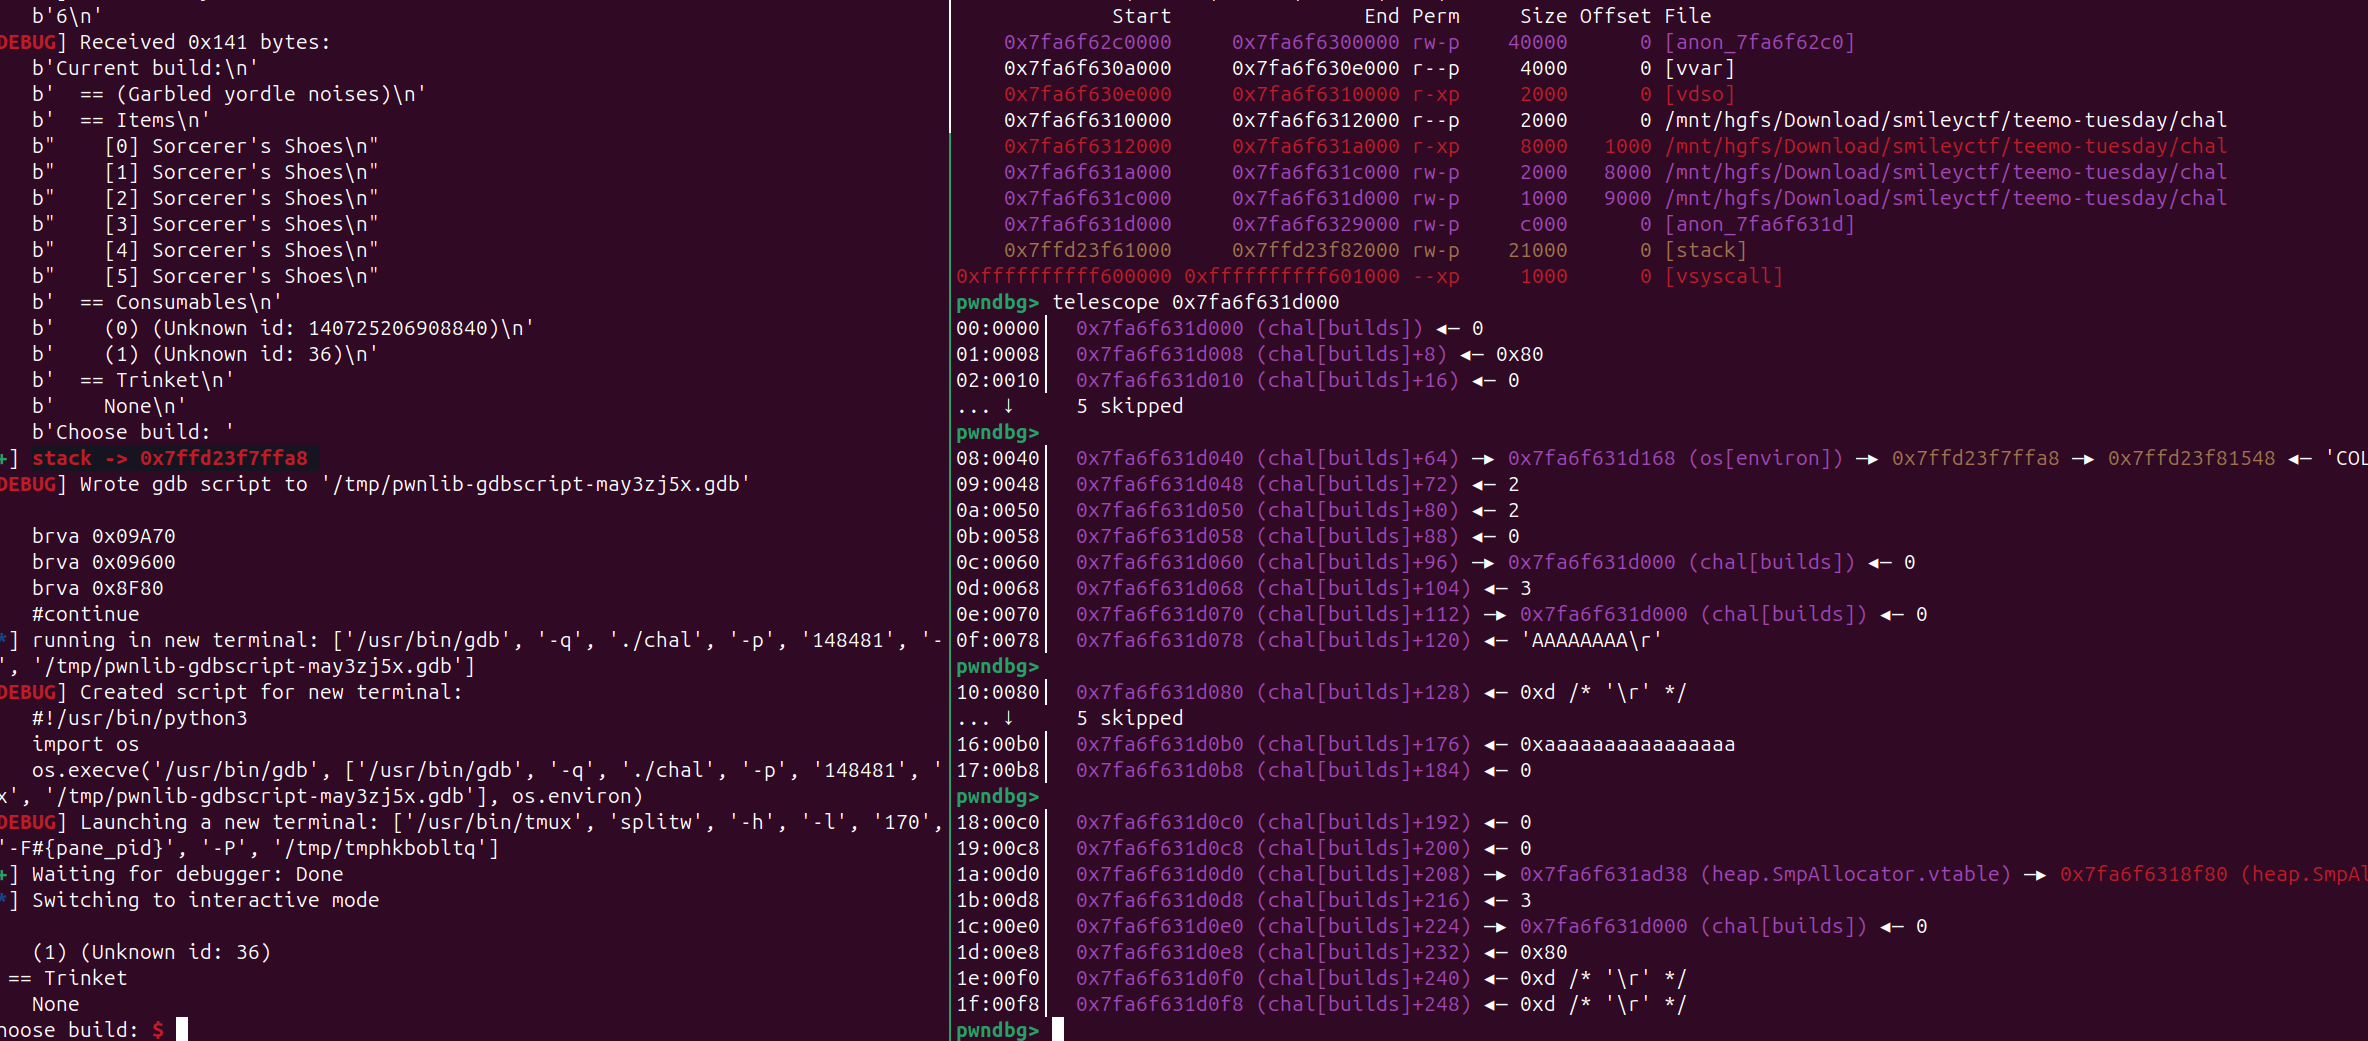 b'6\n'
DEBUG] Received 0x141 bytes:
b'Current build:\n'
b'  == (Garbled yordle noises)\n'
b'  == Items\n'
b"    [0] Sorcerer's Shoes\n"
b"    [1] Sorcerer's Shoes\n"
b"    [2] Sorcerer's Shoes\n"
b"    [3] Sorcerer's Shoes\n"
b"    [4] Sorcerer's Shoes\n"
b"    [5] Sorcerer's Shoes\n"
b'  == Consumables\n'
b'    (0) (Unknown id: 140725206908840)\n'
b'    (1) (Unknown id: 36)\n'
b'  == Trinket\n'
b'    None\n'
b'Choose build: '
+] stack -> 0x7ffd23f7ffa8
DEBUG] Wrote gdb script to '/tmp/pwnlib-gdbscript-may3zj5x.gdb'
brva 0x09A70
brva 0x09600
brva 0x8F80
#continue
*] running in new terminal: ['/usr/bin/gdb', '-q', './chal', '-p', '148481', '-
', '/tmp/pwnlib-gdbscript-may3zj5x.gdb']
DEBUG] Created script for new terminal:
#!/usr/bin/python3
import os
os.execve('/usr/bin/gdb', ['/usr/bin/gdb', '-q', './chal', '-p', '148481', '
x', '/tmp/pwnlib-gdbscript-may3zj5x.gdb'], os.environ)
DEBUG] Launching a new terminal: ['/usr/bin/tmux', 'splitw', '-h', '-l', '170',
'-F#{pane_pid}', '-P', '/tmp/tmphkbobltq']
+] Waiting for debugger: Done
*] Switching to interactive mode
(1) (Unknown id: 36)
== Trinket
None
hoose build: $
Start End Perm Size Offset File
0x7fa6f62c0000 0x7fa6f6300000 rw-p 40000 0 [anon_7fa6f62c0]
0x7fa6f630a000 0x7fa6f630e000 r--p 4000 0 [vvar]
0x7fa6f630e000 0x7fa6f6310000 r-xp 2000 0 [vdso]
0x7fa6f6310000 0x7fa6f6312000 r--p 2000 0 /mnt/hgfs/Download/smileyctf/teemo-tuesday/chal
0x7fa6f6312000 0x7fa6f631a000 r-xp 8000 1000 /mnt/hgfs/Download/smileyctf/teemo-tuesday/chal
0x7fa6f631a000 0x7fa6f631c000 rw-p 2000 8000 /mnt/hgfs/Download/smileyctf/teemo-tuesday/chal
0x7fa6f631c000 0x7fa6f631d000 rw-p 1000 9000 /mnt/hgfs/Download/smileyctf/teemo-tuesday/chal
0x7fa6f631d000 0x7fa6f6329000 rw-p c000 0 [anon_7fa6f631d]
0x7ffd23f61000 0x7ffd23f82000 rw-p 21000 0 [stack]
0xffffffffff600000 0xffffffffff601000 --xp 1000 0 [vsyscall]
pwndbg> telescope 0x7fa6f631d000
00:0000│ 0x7fa6f631d000 (chal[builds]) ◂— 0
01:0008│ 0x7fa6f631d008 (chal[builds]+8) ◂— 0x80
02:0010│ 0x7fa6f631d010 (chal[builds]+16) ◂— 0
... ↓ 5 skipped
pwndbg>
08:0040│ 0x7fa6f631d040 (chal[builds]+64) —▸ 0x7fa6f631d168 (os[environ]) —▸ 0x7ffd23f7ffa8 —▸ 0x7ffd23f81548 ◂— 'COL
09:0048│ 0x7fa6f631d048 (chal[builds]+72) ◂— 2
0a:0050│ 0x7fa6f631d050 (chal[builds]+80) ◂— 2
0b:0058│ 0x7fa6f631d058 (chal[builds]+88) ◂— 0
0c:0060│ 0x7fa6f631d060 (chal[builds]+96) —▸ 0x7fa6f631d000 (chal[builds]) ◂— 0
0d:0068│ 0x7fa6f631d068 (chal[builds]+104) ◂— 3
0e:0070│ 0x7fa6f631d070 (chal[builds]+112) —▸ 0x7fa6f631d000 (chal[builds]) ◂— 0
0f:0078│ 0x7fa6f631d078 (chal[builds]+120) ◂— 'AAAAAAAA\r'
pwndbg>
10:0080│ 0x7fa6f631d080 (chal[builds]+128) ◂— 0xd /* '\r' */
... ↓ 5 skipped
16:00b0│ 0x7fa6f631d0b0 (chal[builds]+176) ◂— 0xaaaaaaaaaaaaaaaa
17:00b8│ 0x7fa6f631d0b8 (chal[builds]+184) ◂— 0
pwndbg>
18:00c0│ 0x7fa6f631d0c0 (chal[builds]+192) ◂— 0
19:00c8│ 0x7fa6f631d0c8 (chal[builds]+200) ◂— 0
1a:00d0│ 0x7fa6f631d0d0 (chal[builds]+208) —▸ 0x7fa6f631ad38 (heap.SmpAllocator.vtable) —▸ 0x7fa6f6318f80 (heap.SmpAl
1b:00d8│ 0x7fa6f631d0d8 (chal[builds]+216) ◂— 3
1c:00e0│ 0x7fa6f631d0e0 (chal[builds]+224) —▸ 0x7fa6f631d000 (chal[builds]) ◂— 0
1d:00e8│ 0x7fa6f631d0e8 (chal[builds]+232) ◂— 0x80
1e:00f0│ 0x7fa6f631d0f0 (chal[builds]+240) ◂— 0xd /* '\r' */
1f:00f8│ 0x7fa6f631d0f8 (chal[builds]+248) ◂— 0xd /* '\r' */
pwndbg>